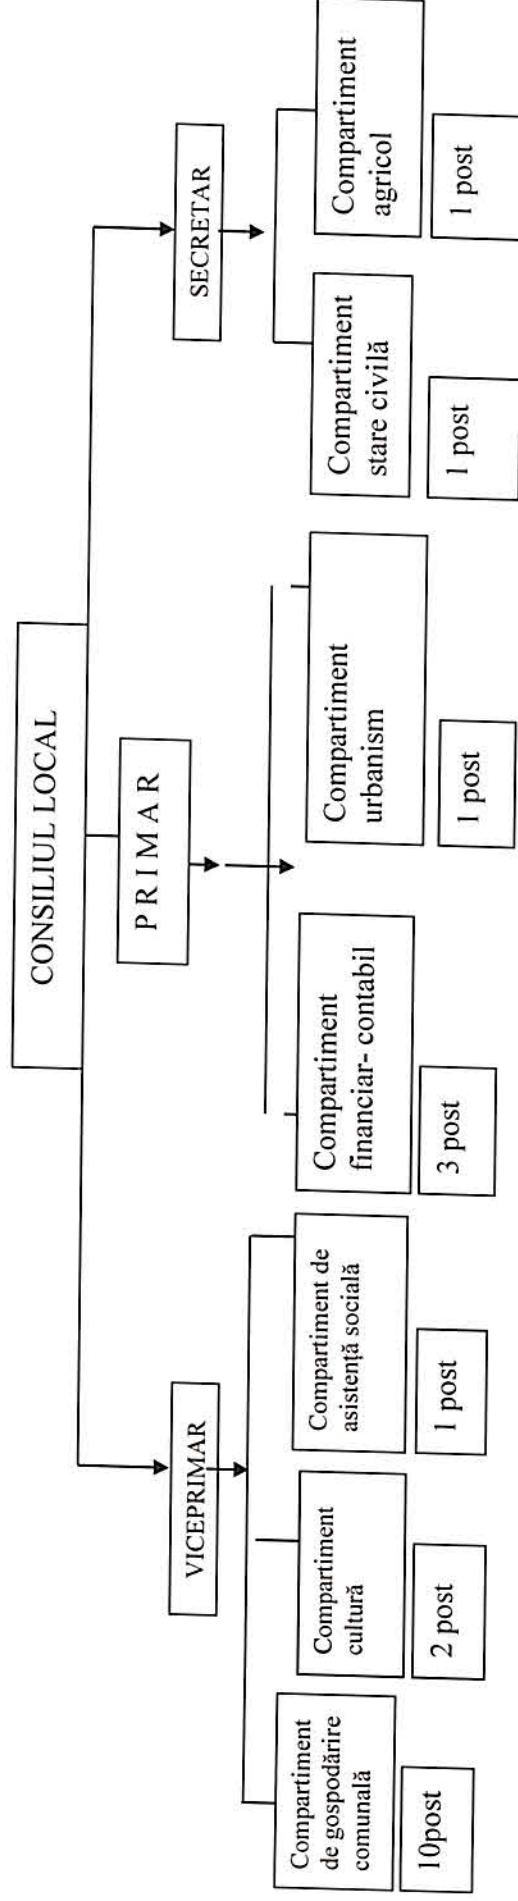 CONSILIUL LOCAL
PRIMAR
VICEPRIMAR
SECRETAR
Compartiment
de gospodărire
comunală
10post
Compartiment
cultură
2 post
Compartiment de
asistență socială
1 post
Compartiment
financiar- contabil
3 post
Compartiment
urbanism
1 post
Compartiment
stare civilă
1 post
Compartiment
agricol
1 post